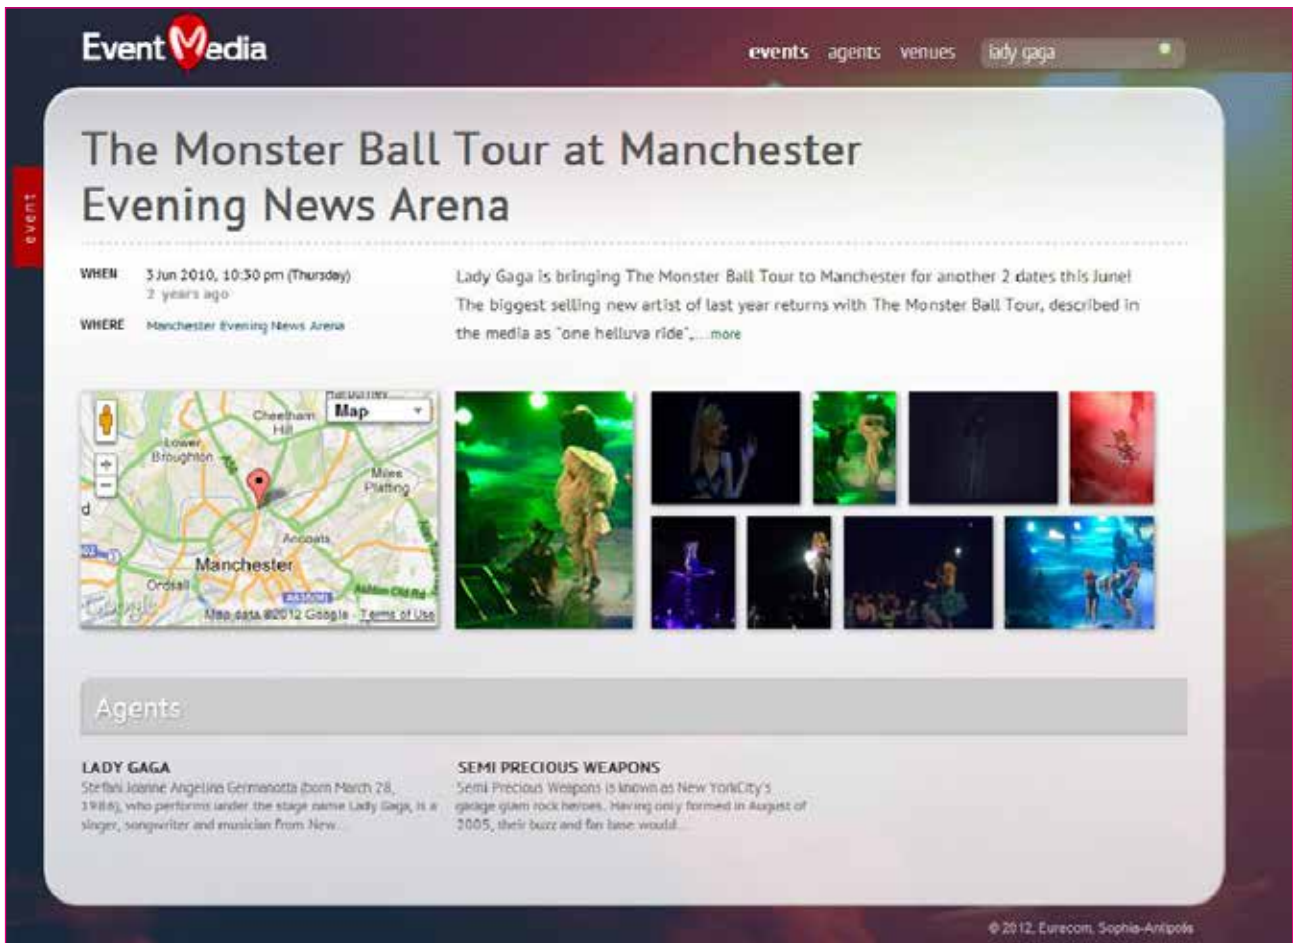 EventMedia
events agents venues lady gaga
The Monster Ball Tour at Manchester
Evening News Arena
event
WHEN 3 Jun 2010, 10:30 pm (Thursday)
2 years ago
WHERE Manchester Evening News Arena
Lady Gaga is bringing The Monster Ball Tour to Manchester for another 2 dates this June!
The biggest selling new artist of last year returns with The Monster Ball Tour, described in
the media as "one helluva ride",... more
Map
Cheetham
Hill
Lower
Broughton
A56
Miles
Platting
d
Ancoats
Manchester
Ordsall
Ashton Old Rd
Google
Map data ©2012 Google - Terms of Use
Agents
LADY GAGA
Stefani Joanne Angelina Germanotta (born March 28,
1986), who performs under the stage name Lady Gaga, is a
singer, songwriter and musician from New...
SEMI PRECIOUS WEAPONS
Semi Precious Weapons is known as New YorkCity's
garage glam rock heroes. Having only formed in August of
2005, their buzz and fan base would...
© 2012, Eurecom, Sophia-Antipolis